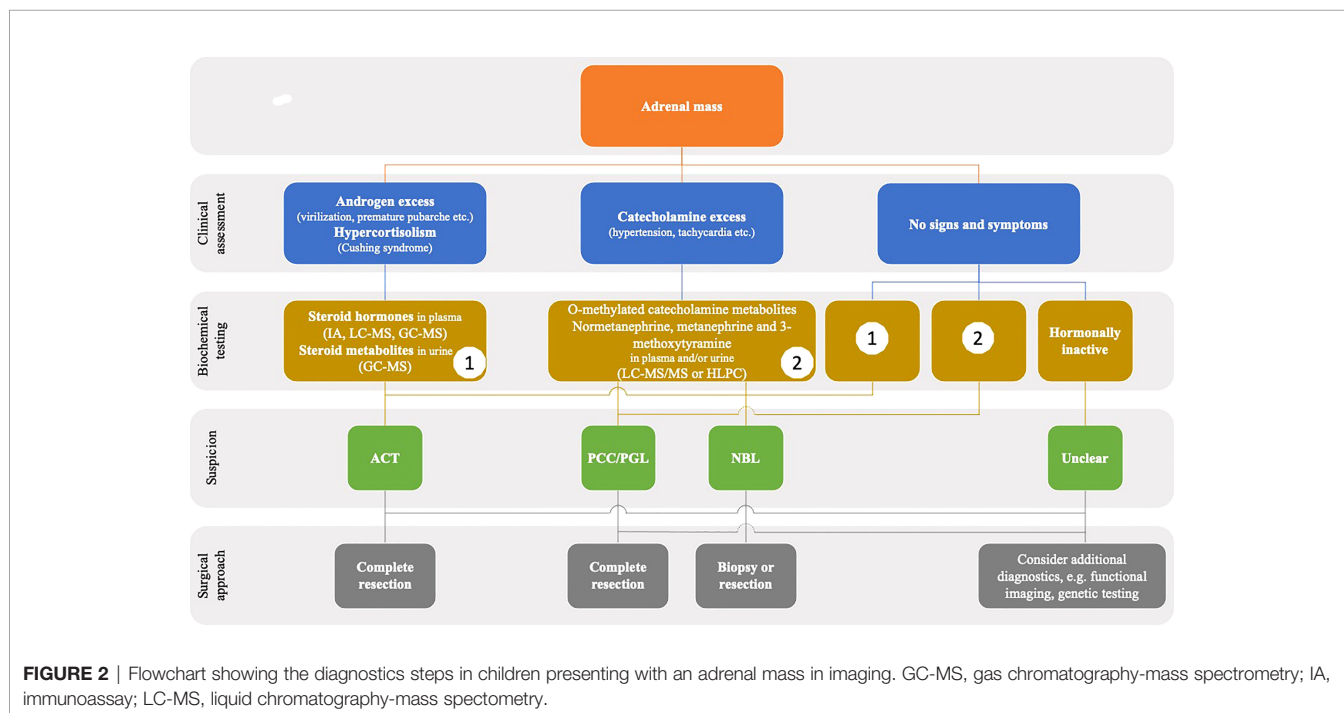 Adrenal mass
Clinical
assessment
Androgen excess
(virilization, premature pubarche etc.)
Hypercortisolism
(Cushing syndrome)
Catecholamine excess
(hypertension, tachycardia etc.)
No signs and symptoms
Biochemical
testing
Steroid hormones in plasma
(IA, LC-MS, GC-MS)
Steroid metabolites in urine
(GC-MS)
1
O-methylated catecholamine metabolites
Normetanephrine, metanephrine and 3-
methoxytyramine
in plasma and/or urine
(LC-MS/MS or HLPC)
2
1
2
Hormonally
inactive
Suspicion
ACT
PCC/PGL
NBL
Unclear
Surgical
approach
Complete
resection
Complete
resection
Biopsy or
resection
Consider additional
diagnostics, e.g. functional
imaging, genetic testing
FIGURE 2 | Flowchart showing the diagnostics steps in children presenting with an adrenal mass in imaging. GC-MS, gas chromatography-mass spectrometry; IA,
immunoassay; LC-MS, liquid chromatography-mass spectometry.